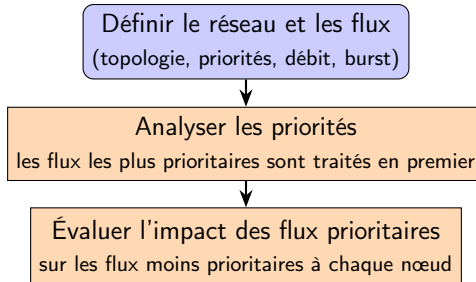 Définir le réseau et les flux
(topologie, priorités, débit, burst)
Analyser les priorités
les flux les plus prioritaires sont traités en premier
Évaluer l'impact des flux prioritaires
sur les flux moins prioritaires à chaque nœud